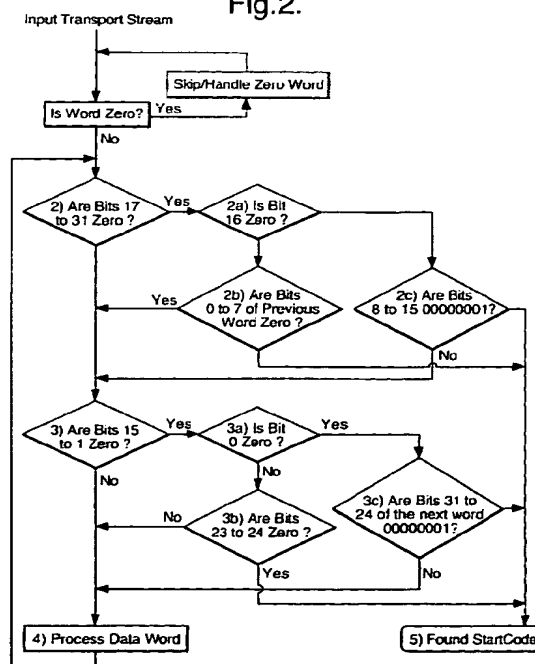 Fig.2.
Input Transport Stream
Skip/Handle Zero Word
Is Word Zero?
Yes
No
2) Are Bits 17
to 31 Zero ?
Yes
2a) Is Bit
16 Zero ?
2b) Are Bits
0 to 7 of Previous
Word Zero ?
Yes
2c) Are Bits
8 to 15 00000001?
No
3) Are Bits 15
to 1 Zero ?
Yes
3a) Is Bit
0 Zero ?
Yes
No
No
3b) Are Bits
23 to 24 Zero ?
No
Yes
3c) Are Bits 31 to
24 of the next word
00000001?
No
4) Process Data Word
5) Found StartCode